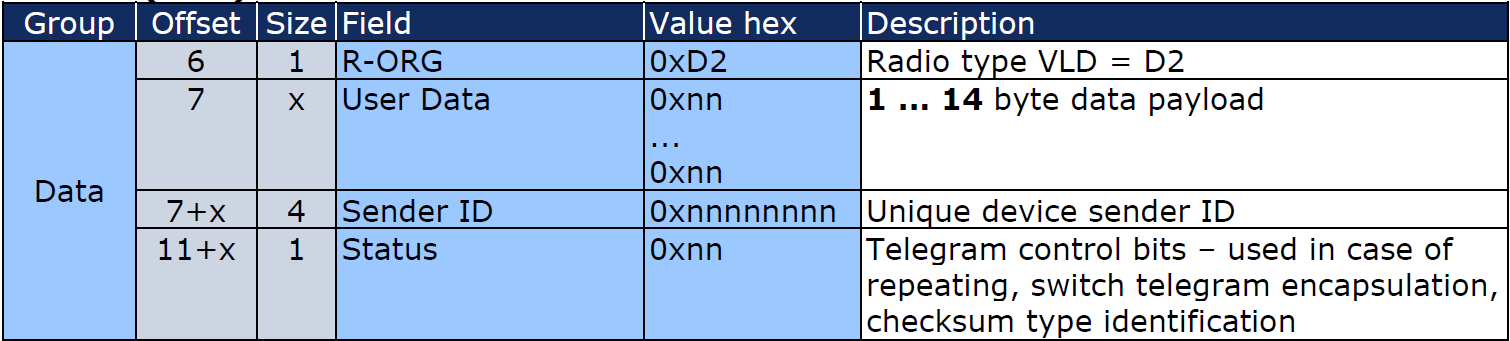 Group Offset Size Field Value hex Description
6 1 R-ORG 0xD2 Radio type VLD = D2
7 x User Data 0xnn 1 ... 14 byte data payload
...
0xnn
Data
7+x 4 Sender ID 0xnnnnnnnn Unique device sender ID
11+x 1 Status 0xnn Telegram control bits – used in case of
repeating, switch telegram encapsulation,
checksum type identification